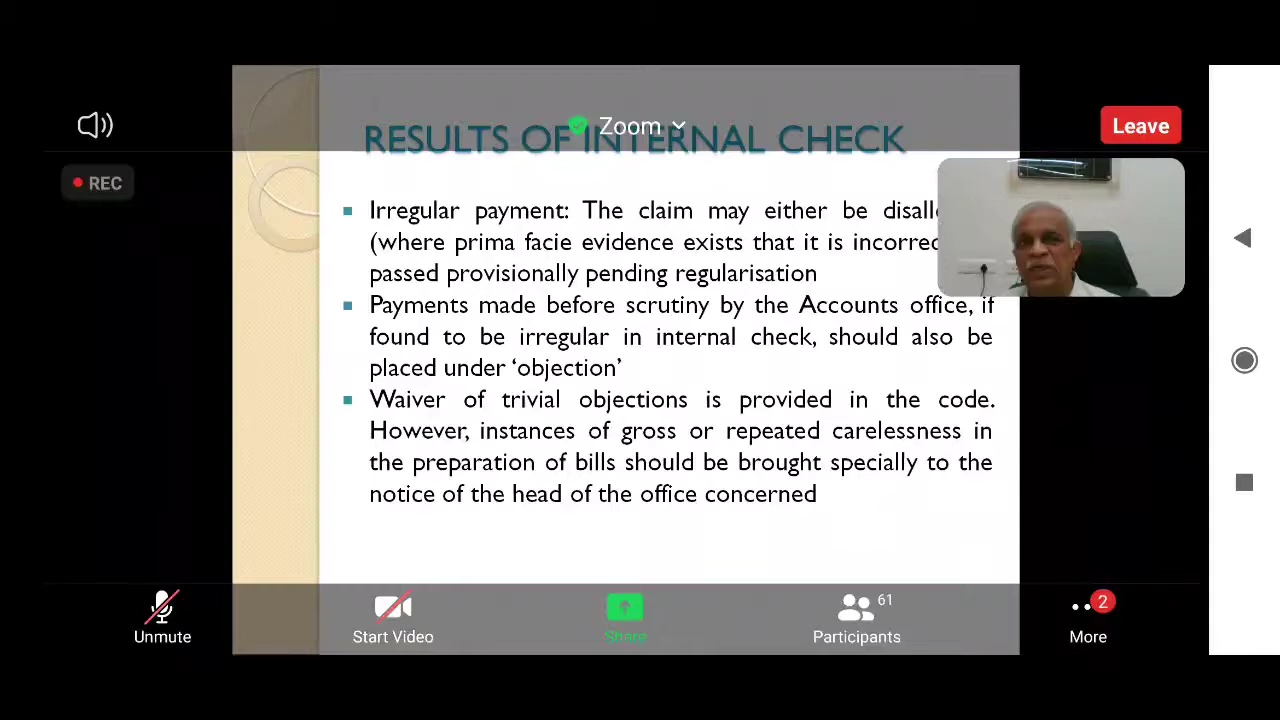 Zoom
Leave
REC
RESULTS OF INTERNAL CHECK
Irregular payment: The claim may either be
(where prima facie evidence exists that it is
passed provisionally pending regularisation
Payments made before scrutiny by the Accounts office, if
found to be irregular in internal check, should also be
placed under ‘objection’
Waiver of trivial objections is provided in the code.
However, instances of gross or repeated carelessness in
the preparation of bills should be brought specially to the
notice of the head of the office concerned
Unmute
Start Video
Share
61
Participants
2
More